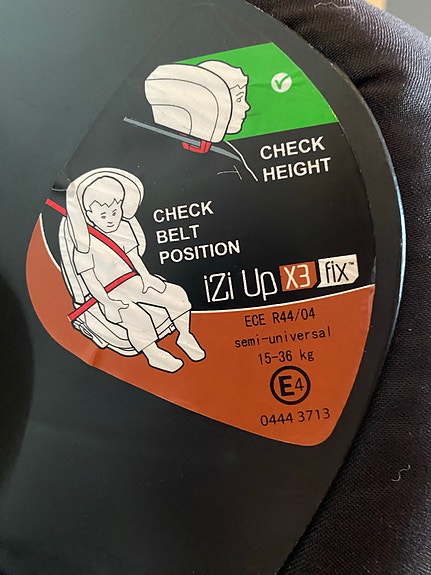 CHECK
HEIGHT
CHECK
BELT
POSITION
iZi Up X3 fix™
ECE R44/04
semi-universal
15-36 kg
E4
0444 3713